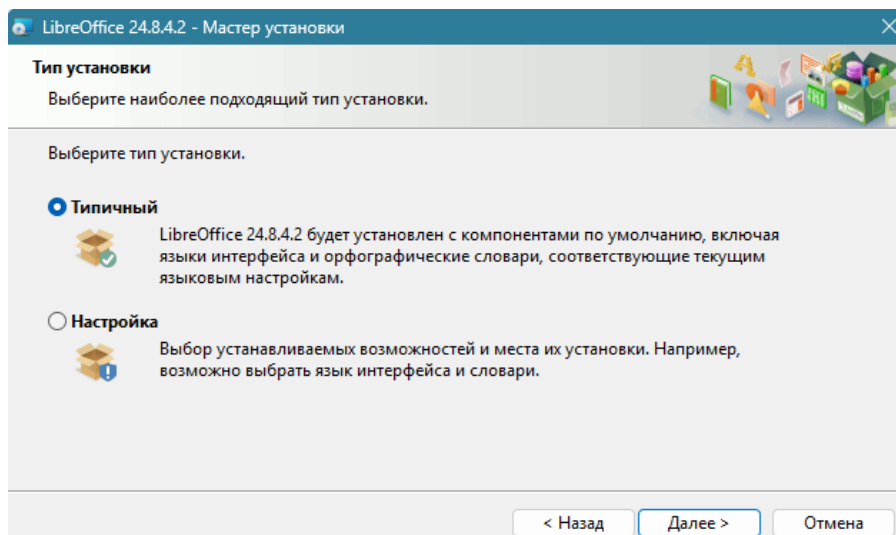 LibreOffice 24.8.4.2 - Мастер установки
Тип установки
Выберите наиболее подходящий тип установки.
Выберите тип установки.
Типичный
LibreOffice 24.8.4.2 будет установлен с компонентами по умолчанию, включая
языки интерфейса и орфографические словари, соответствующие текущим
языковым настройкам.
Настройка
Выбор устанавливаемых возможностей и места их установки. Например,
возможно выбрать язык интерфейса и словари.
< Назад
Далее >
Отмена